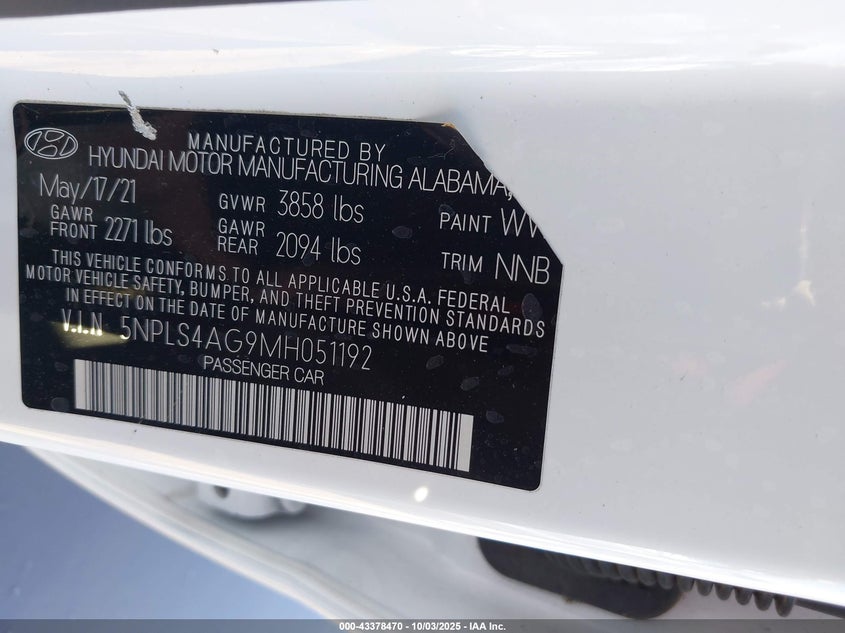 MANUFACTURED BY
HYUNDAI MOTOR MANUFACTURING ALABAMA,
May/17/21 GVWR 3858 lbs PAINT
GAWR FRONT 2271 lbs GAWR REAR 2094 lbs TRIM NNB
THIS VEHICLE CONFORMS TO ALL APPLICABLE U.S.A. FEDERAL
MOTOR VEHICLE SAFETY, BUMPER, AND THEFT PREVENTION STANDARDS
IN EFFECT ON THE DATE OF MANUFACTURE SHOWN ABOVE
V.I.N. 5NPLS4AG9MH051192
PASSENGER CAR
000-43378470 - 10/03/2025 - IAA Inc.